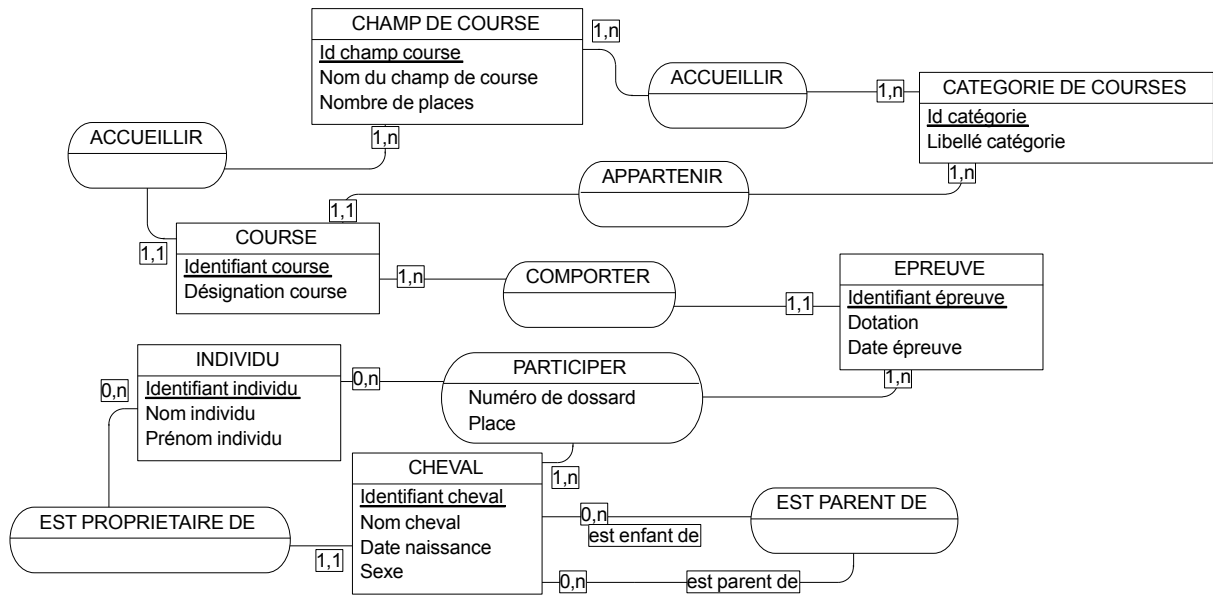 CHAMP DE COURSE
Id champ course
Nom du champ de course
Nombre de places
1,n
ACCUEILLIR
1,n
CATEGORIE DE COURSES
Id catégorie
Libellé catégorie
1,n
ACCUEILLIR
1,n
APPARTENIR
1,1
1,1
COURSE
Identifiant course
Désignation course
1,n
COMPORTER
1,1
EPREUVE
Identifiant épreuve
Dotation
Date épreuve
1,n
INDIVIDU
Identifiant individu
Nom individu
Prénom individu
0,n
0,n
PARTICIPER
Numéro de dossard
Place
1,n
CHEVAL
Identifiant cheval
Nom cheval
Date naissance
Sexe
EST PROPRIETAIRE DE
1,1
0,n
est enfant de
EST PARENT DE
0,n
est parent de